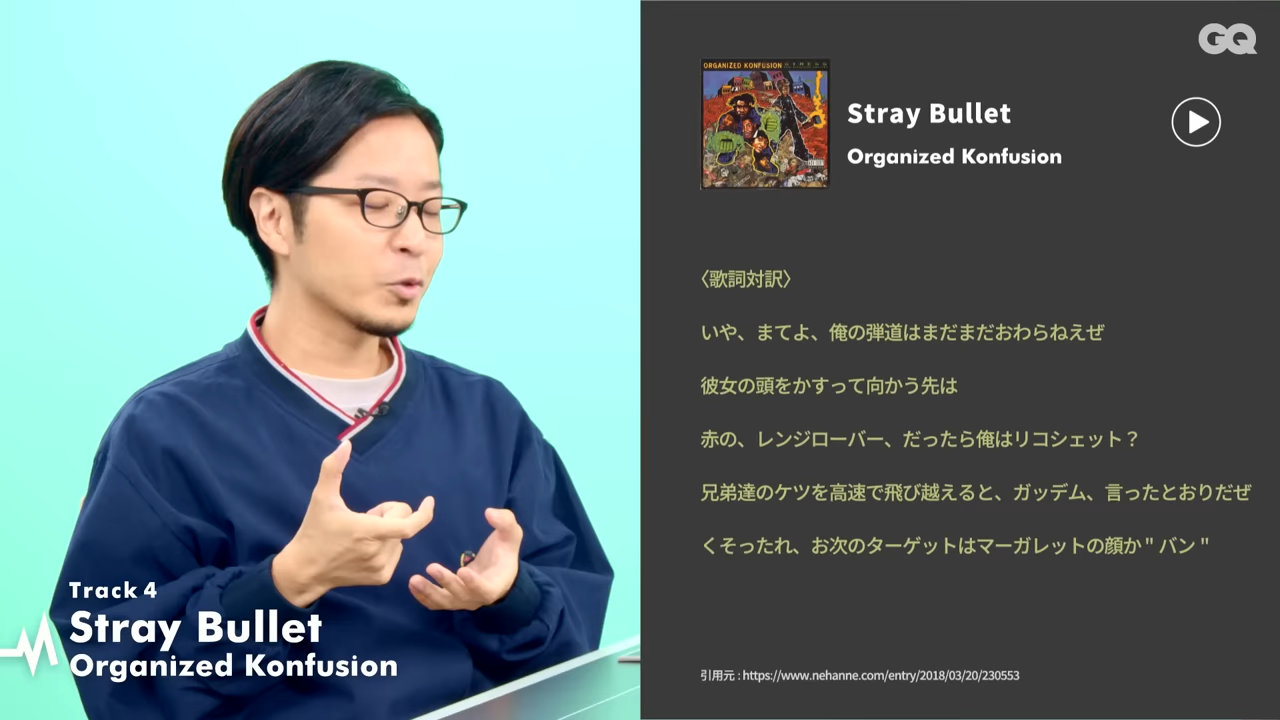 GQ
ORGANIZED KONFUSION
Stray Bullet
Organized Konfusion
〈歌詞対訳〉
いや、まてよ、俺の弾道はまだまだおわらねえぜ
彼女の頭をかすって向かう先は
赤の、レンジローバー、だったら俺はリコシェット？
兄弟達のケツを高速で飛び越えると、ガッデム、言ったとおりだぜ
くそったれ、お次のターゲットはマーガレットの顔か＂バン＂
引用元 : https://www.nehanne.com/entry/2018/03/20/230553
Track 4
Stray Bullet
Organized Konfusion